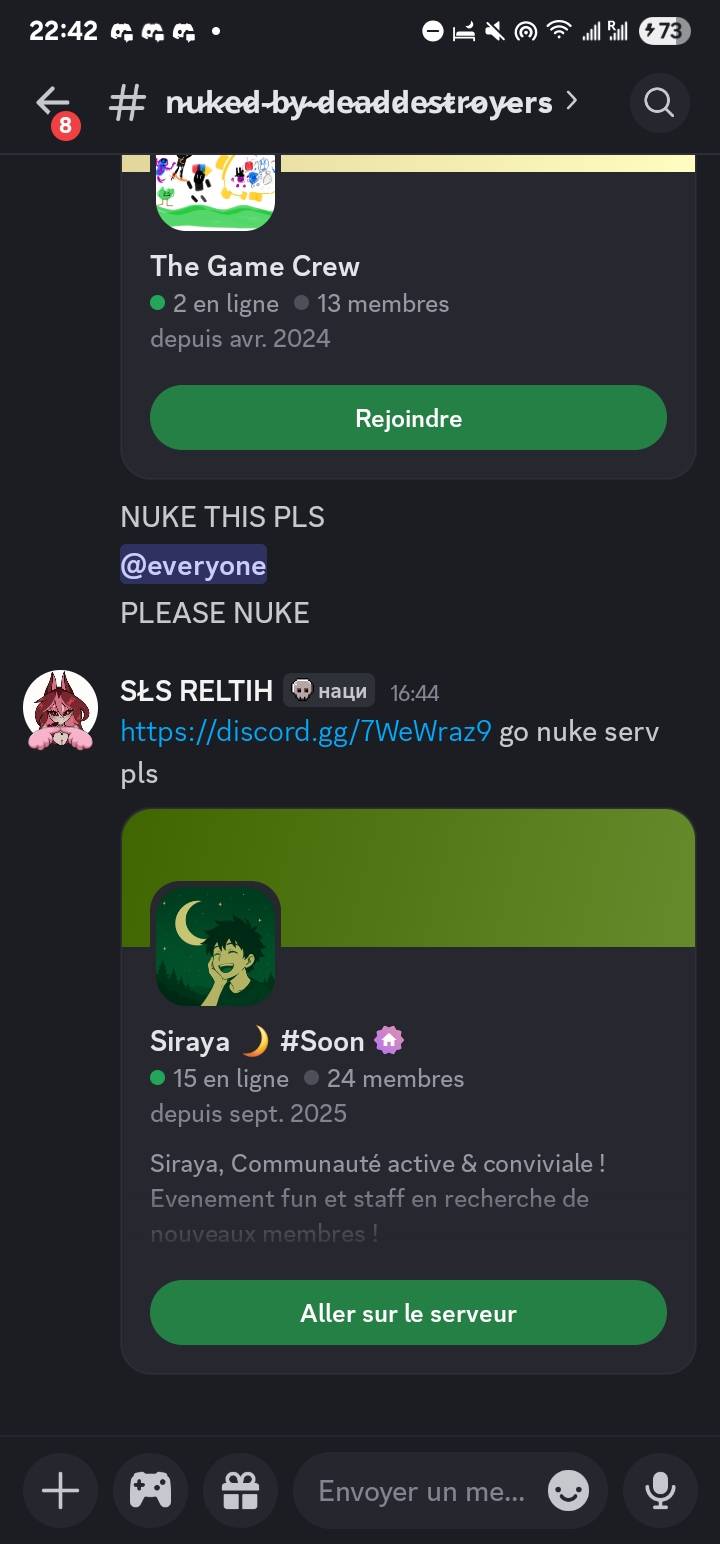 22:42
R
73
8
nuked-by-deaddestrøyers
The Game Crew
2 en ligne 13 membres
depuis avr. 2024
Rejoindre
NUKE THIS PLS
@everyone
PLEASE NUKE
SŁS RELTIH наци 16:44
https://discord.gg/7WeWraz9 go nuke serv
pls
Siraya 🌙 #Soon
15 en ligne 24 membres
depuis sept. 2025
Siraya, Communauté active & conviviale !
Evenement fun et staff en recherche de
nouveaux membres !
Aller sur le serveur
Envoyer un me...